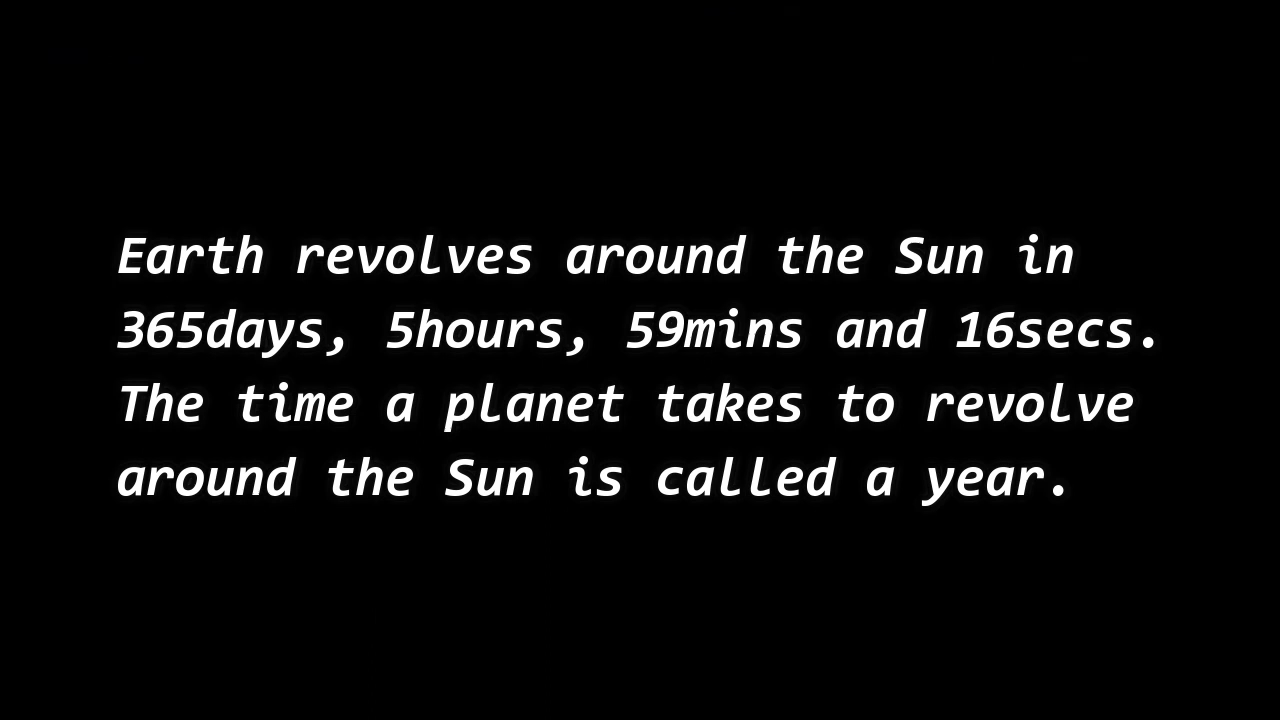 Earth revolves around the Sun in
365days, 5hours, 59mins and 16secs.
The time a planet takes to revolve
around the Sun is called a year.